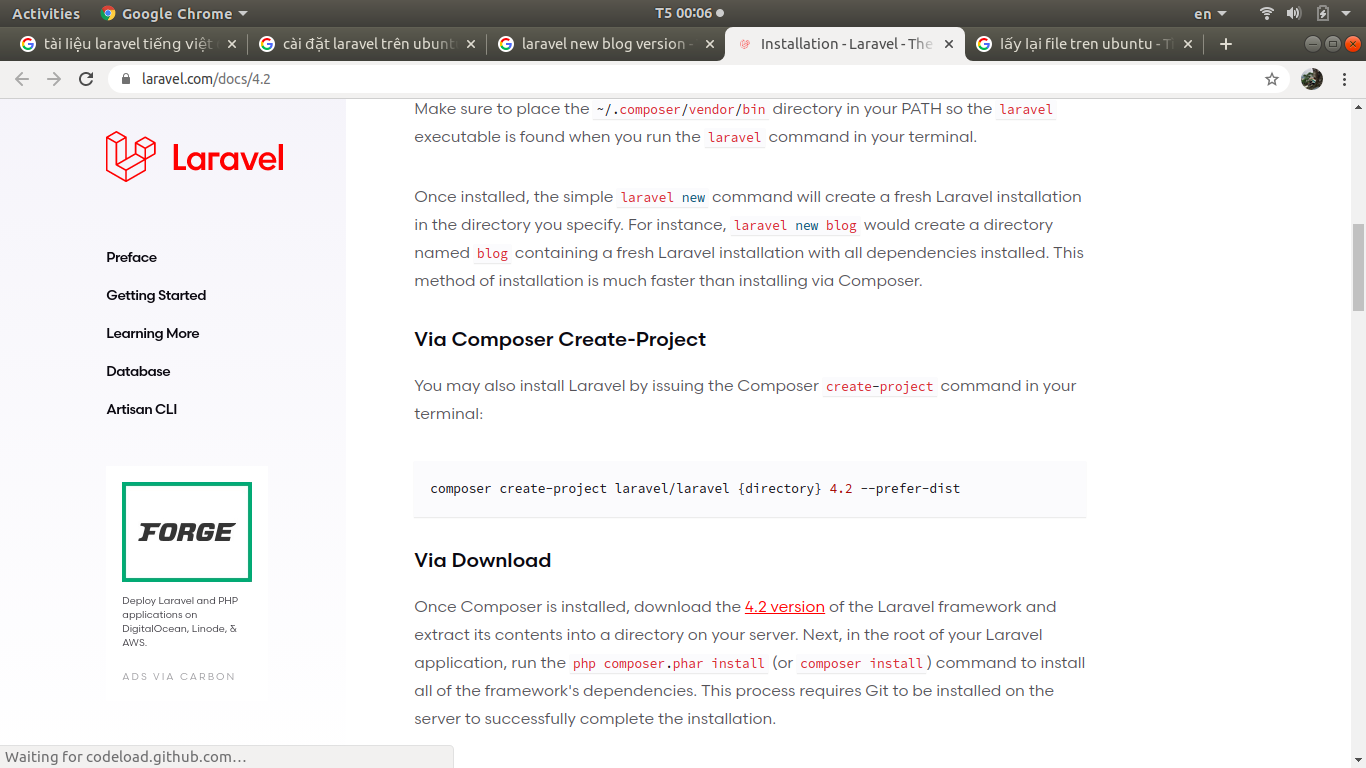 Activities Google Chrome T5 00:06 en
tài liệu laravel tiếng việt cài đặt laravel trên ubunt laravel new blog version - Installation - Laravel - The lấy lại file tren ubuntu - T
laravel.com/docs/4.2
Laravel
Preface
Getting Started
Learning More
Database
Artisan CLI
FORGE
Deploy Laravel and PHP
applications on
DigitalOcean, Linode, &
AWS.
ADS VIA CARBON
Make sure to place the ~/.composer/vendor/bin directory in your PATH so the laravel
executable is found when you run the laravel command in your terminal.
Once installed, the simple laravel new command will create a fresh Laravel installation
in the directory you specify. For instance, laravel new blog would create a directory
named blog containing a fresh Laravel installation with all dependencies installed. This
method of installation is much faster than installing via Composer.
Via Composer Create-Project
You may also install Laravel by issuing the Composer create-project command in your
terminal:
composer create-project laravel/laravel {directory} 4.2 --prefer-dist
Via Download
Once Composer is installed, download the 4.2 version of the Laravel framework and
extract its contents into a directory on your server. Next, in the root of your Laravel
application, run the php composer.phar install (or composer install) command to install
all of the framework's dependencies. This process requires Git to be installed on the
server to successfully complete the installation.
Waiting for codeload.github.com...